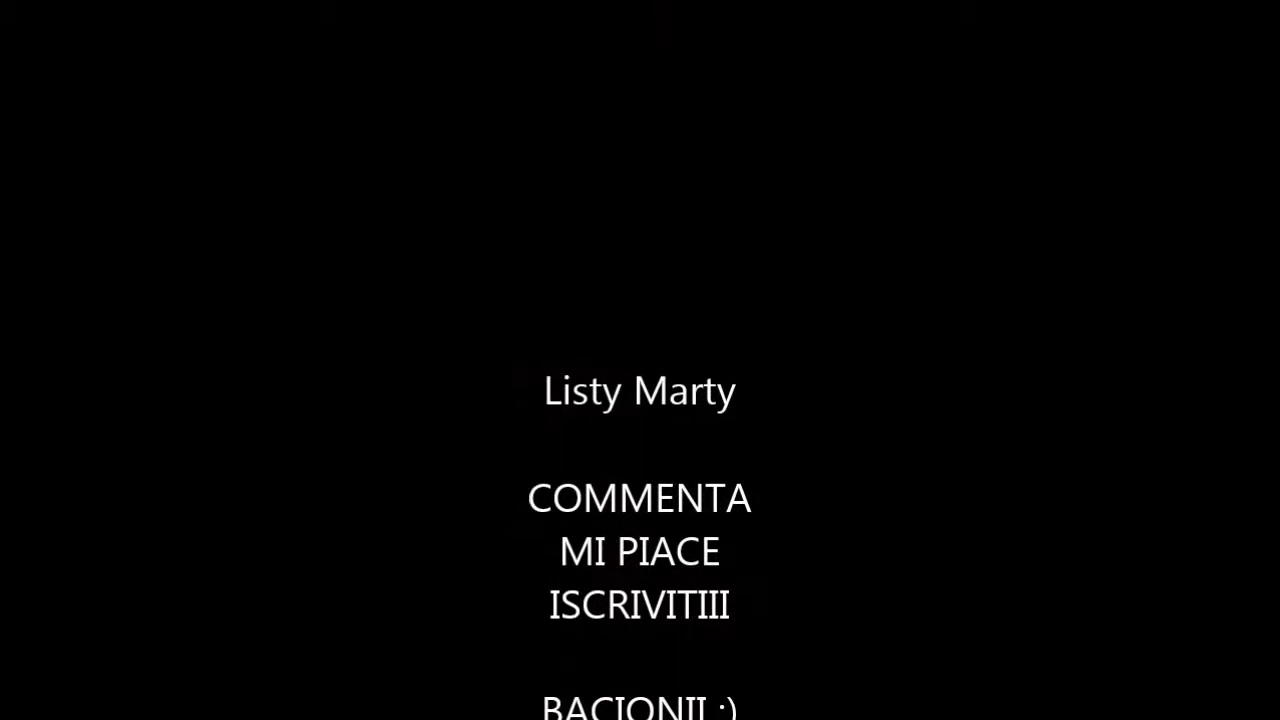 Listy Marty
COMMENTA
MI PIACE
ISCRIVITIII
BACIONII :)